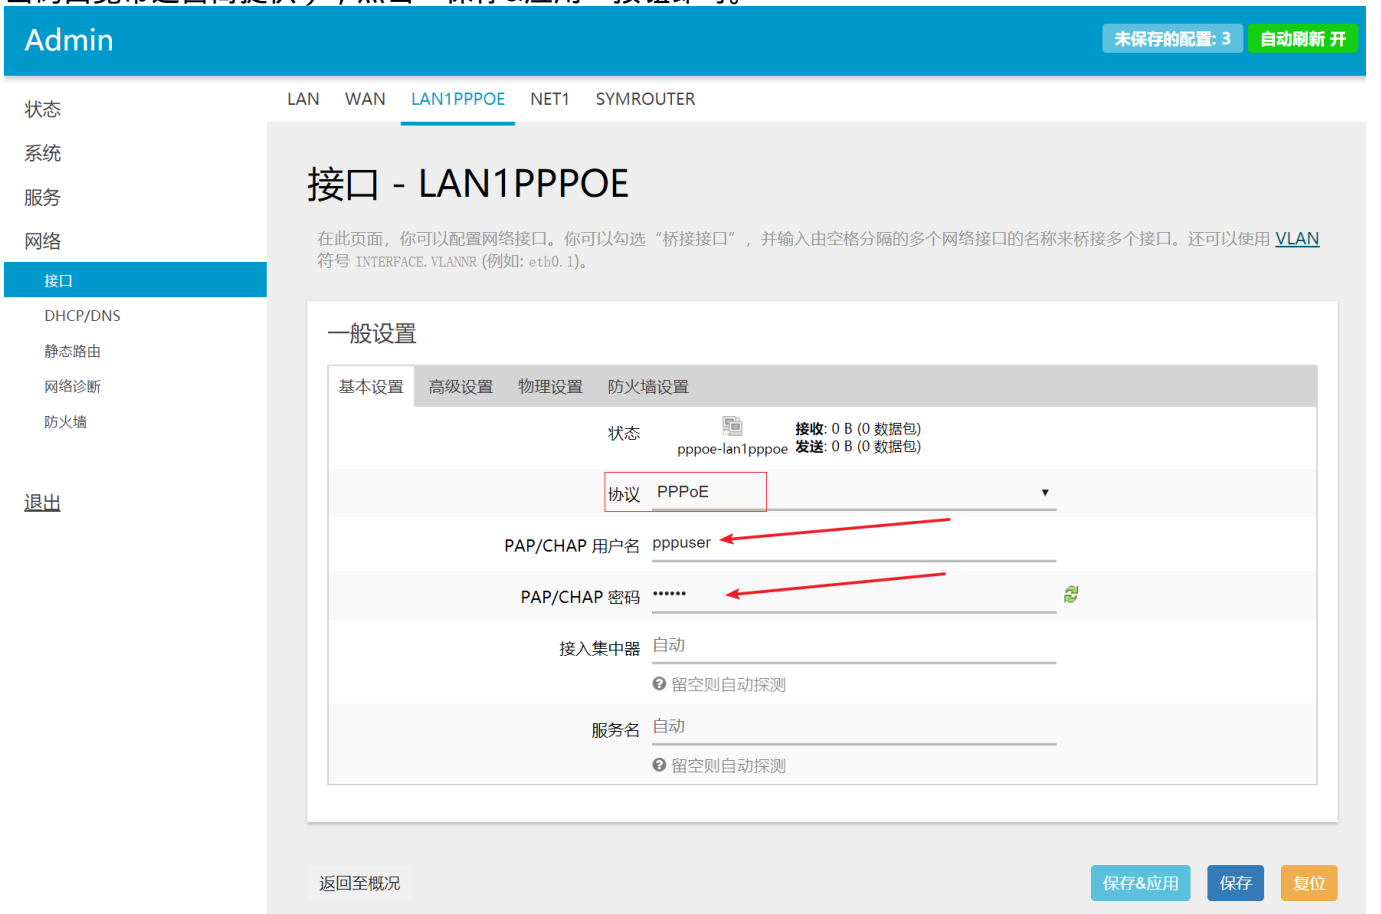 Admin
未保存的配置: 3
自动刷新 开
状态
系统
服务
网络
接口
DHCP/DNS
静态路由
网络诊断
防火墙
退出
LAN WAN LAN1PPPOE NET1 SYMROUTER
接口 - LAN1PPPOE
在此页面，你可以配置网络接口。你可以勾选“桥接接口”，并输入由空格分隔的多个网络接口的名称来桥接多个接口。还可以使用 VLAN
符号 INTERFACE.VLANNR (例如: eth0.1)。
一般设置
基本设置 高级设置 物理设置 防火墙设置
状态
pppoe-lan1pppoe
接收: 0 B (0 数据包)
发送: 0 B (0 数据包)
协议 PPPoE
PAP/CHAP 用户名 pppuser
PAP/CHAP 密码 ••••••
接入集中器 自动
留空则自动探测
服务名 自动
留空则自动探测
返回至概况
保存&应用 保存 复位